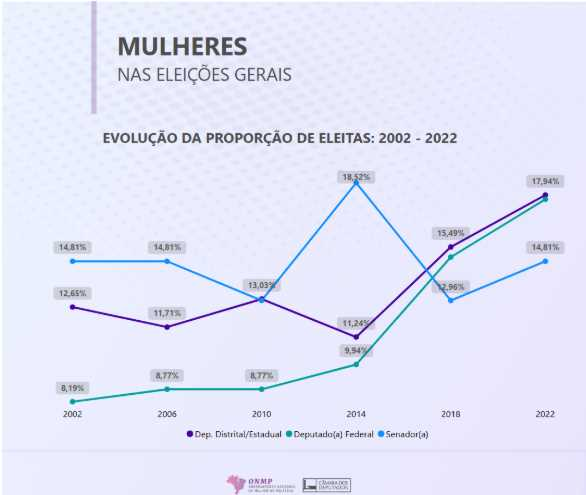 MULHERES
NAS ELEIÇÕES GERAIS
EVOLUÇÃO DA PROPORÇÃO DE ELEITAS: 2002 - 2022
18,52%
17,94%
15,49%
14,81%
14,81%
13,03%
12,96%
14,81%
12,65%
11,71%
11,24%
9,94%
8,19%
8,77%
8,77%
2002
2006
2010
2014
2018
2022
Dep. Distrital/Estadual
Deputado(a) Federal
Senador(a)
ONMP
CÂMARA DOS
DEPUTADOS